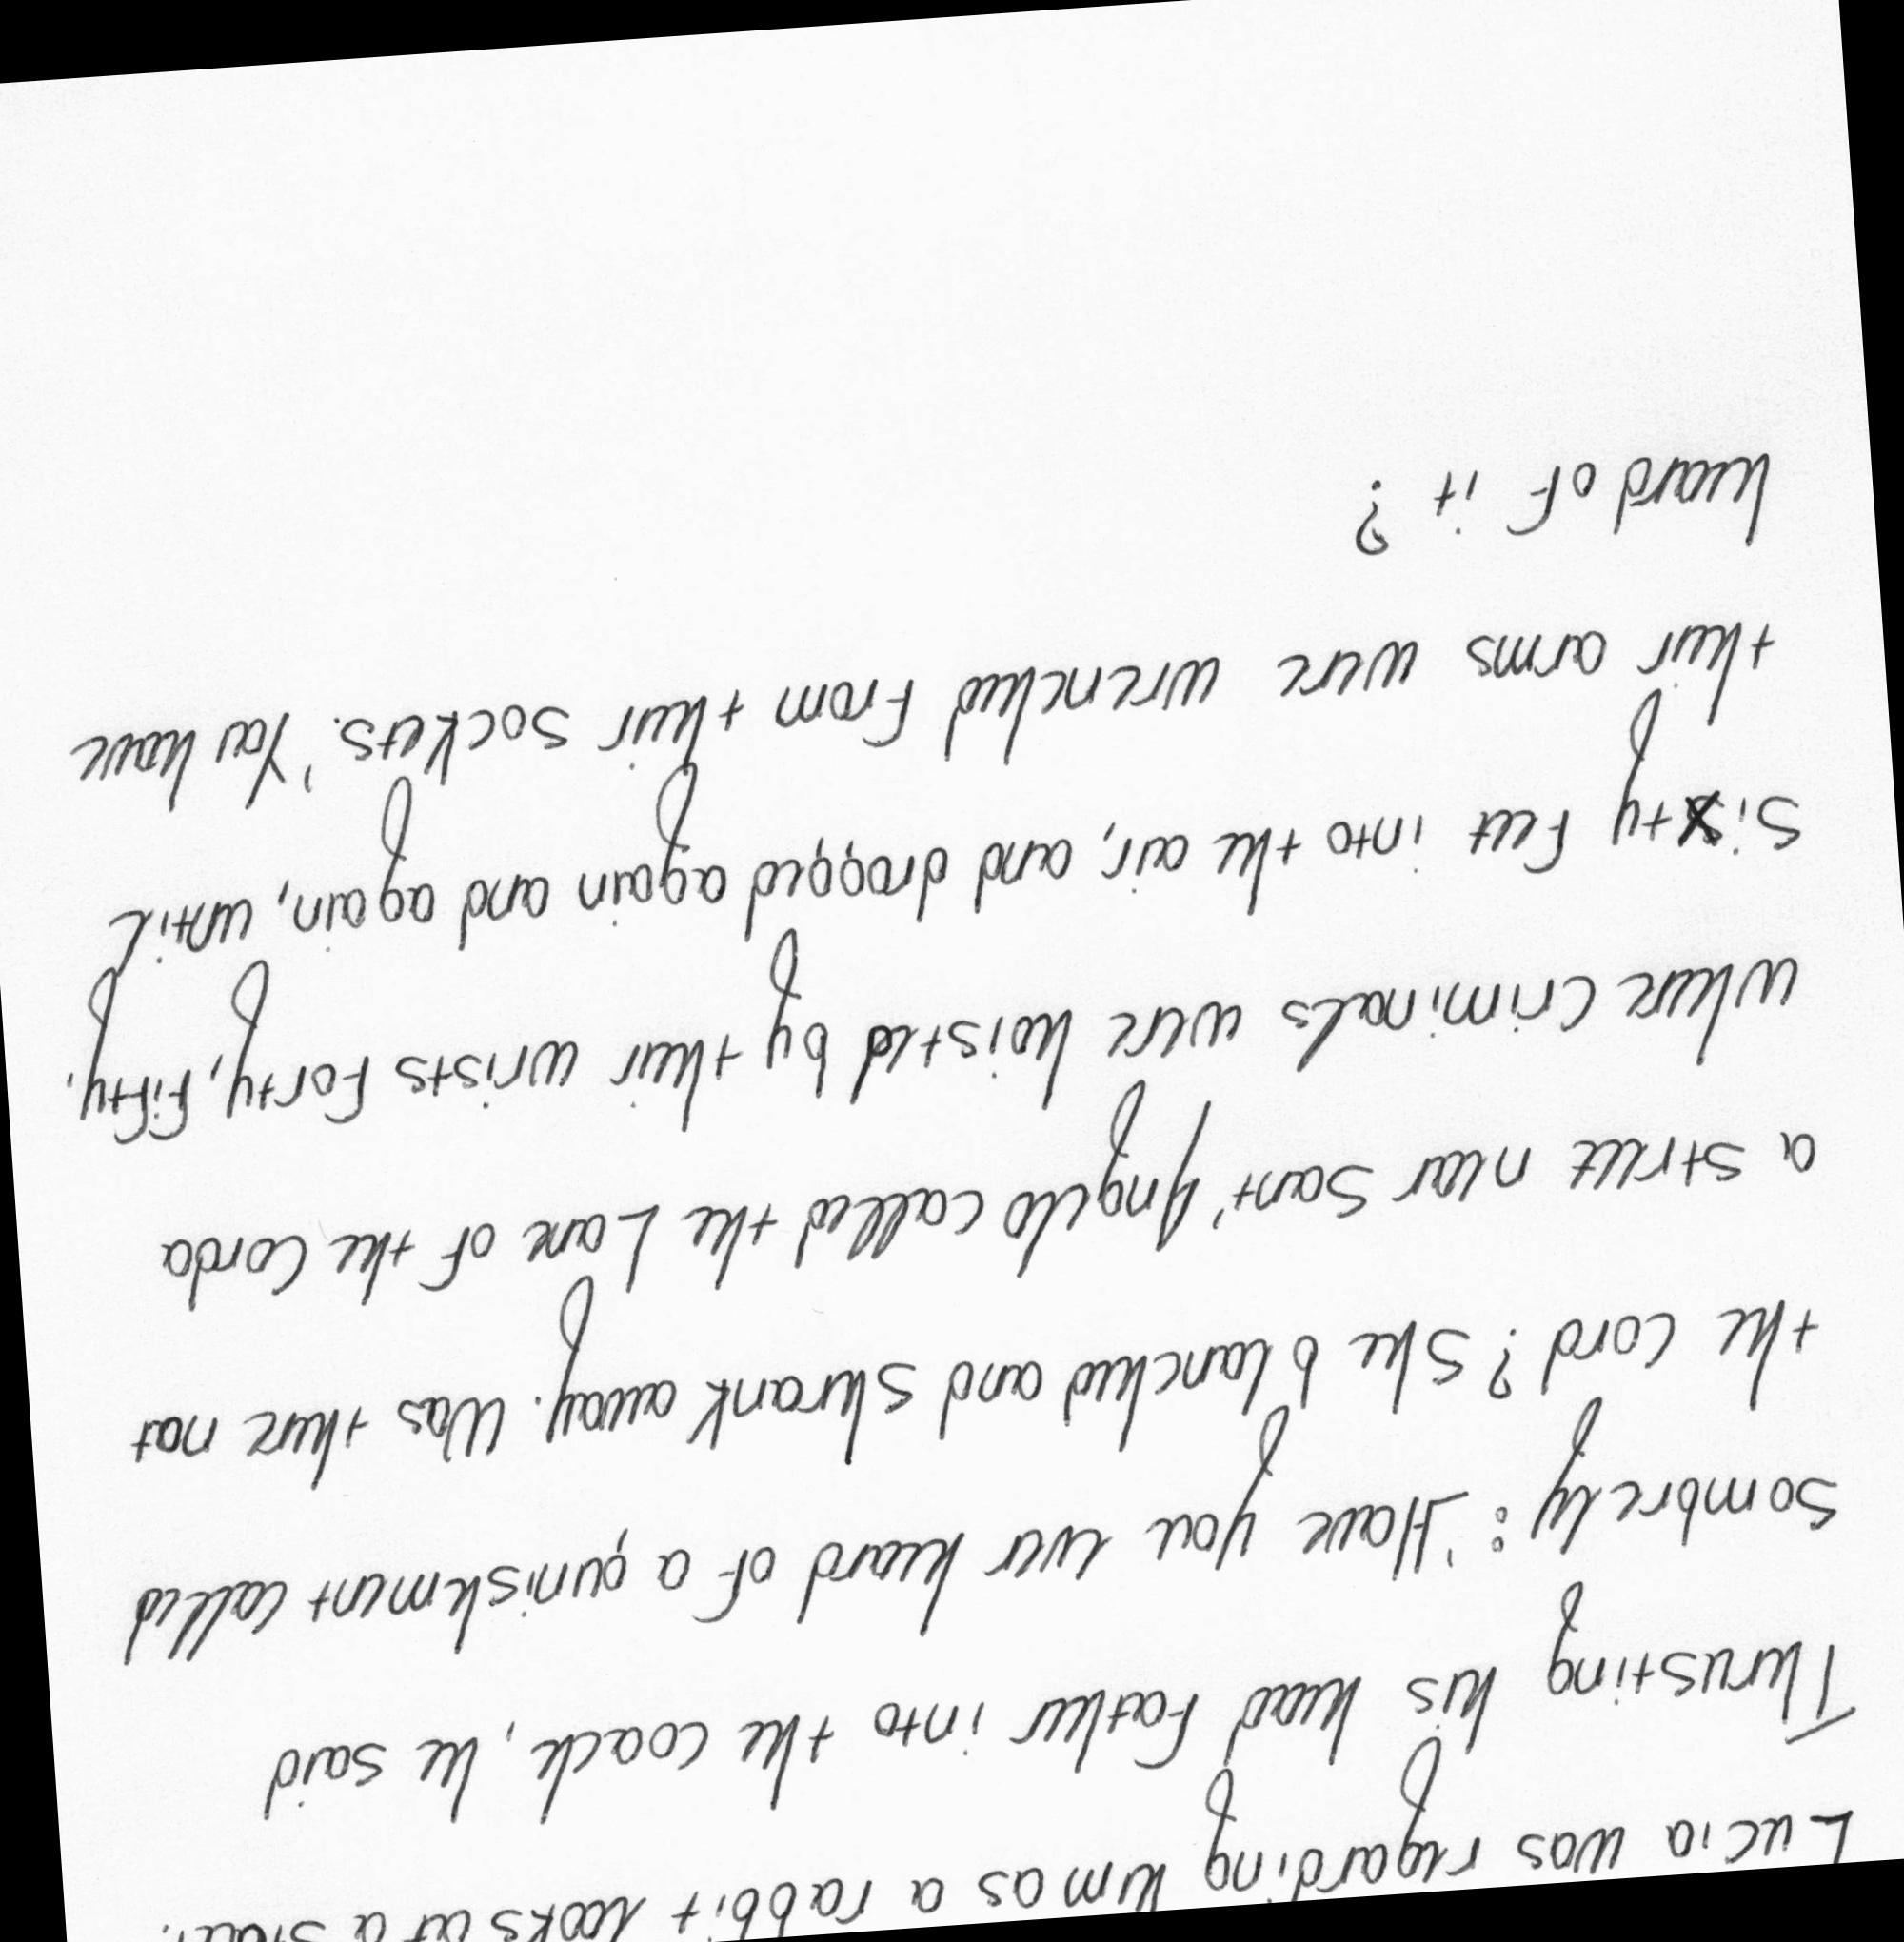 Lucia was regarding him as a rabbit looks at a stoat.
Thrusting his head farther into the coach, he said
sombrely: 'Have you ever heard of a punishment called
the cord? She blanched and shrank away. Was there not
a street near Sant' Angelo called the Lane of the Corda
where criminals were hoisted by their wrists forty, fifty,
sixty feet into the air, and dropped again and again, until
their arms were wrenched from their sockets. 'You have
heard of it?